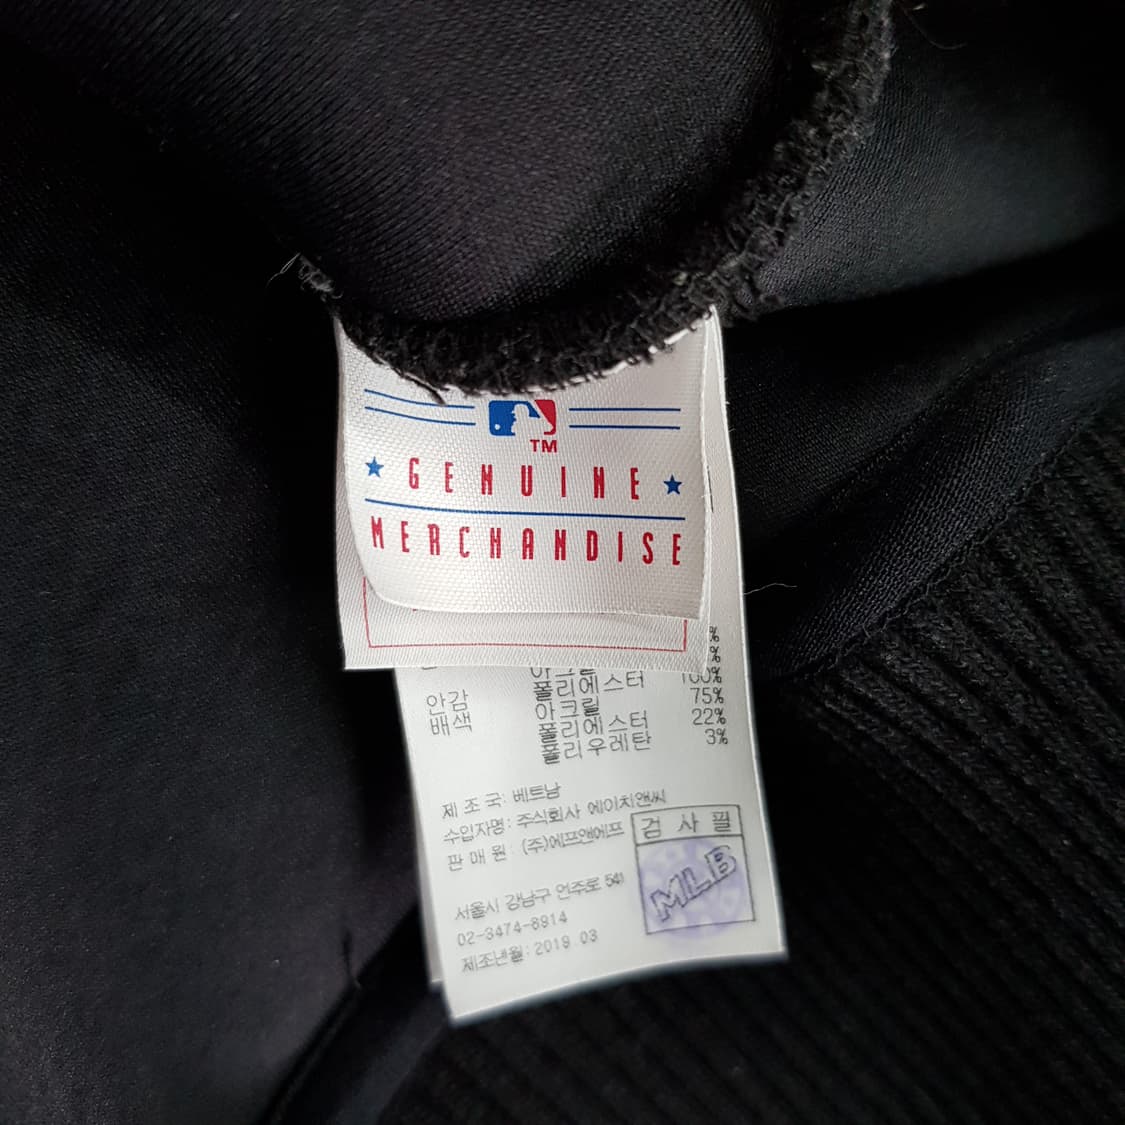 TM
GENUINE
MERCHANDISE
%
%
100%
안감 폴리에스터 75%
배색 아크릴 22%
폴리에스터 3%
폴리우레탄
제 조 국: 베트남
수입자명: 주식회사 에이치앤씨
판 매 원: (주)에프앤에프
검 사 필
MLB
서울시 강남구 언주로 541
02-3474-8814
제조년월: 2019.03